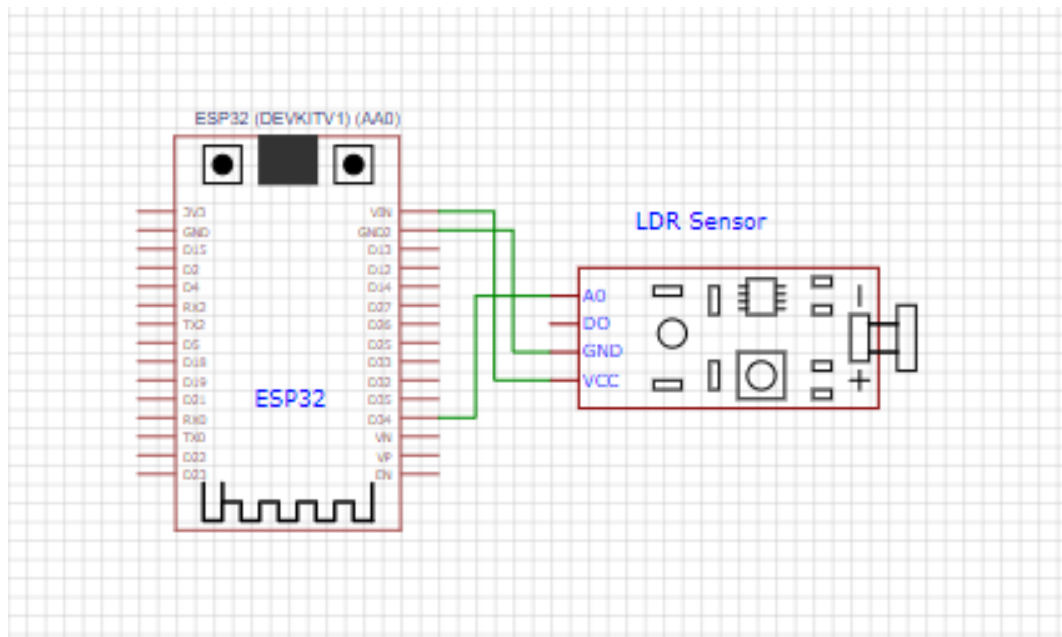 ESP32 (DEVKITV1) (AA0)
3V3
GND
D15
D2
D4
RX2
TX2
D5
D18
D19
D21
RX0
TX0
D22
D23
VIN
GND2
D13
D12
D14
D27
D26
D25
D33
D32
D35
D34
VN
VP
EN
ESP32
LDR Sensor
A0
DO
GND
VCC